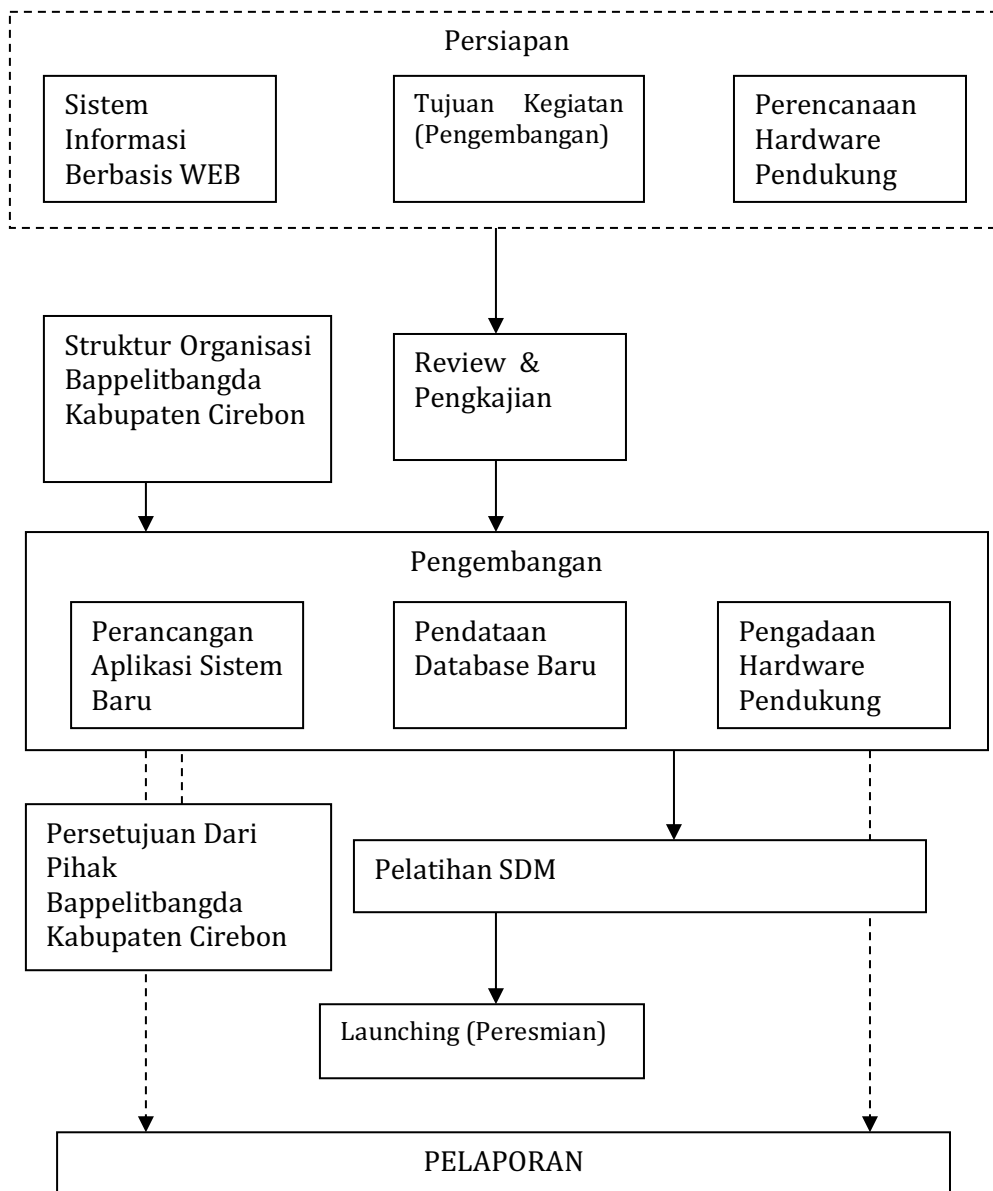 Persiapan
Sistem
Informasi
Berbasis WEB
Tujuan Kegiatan
(Pengembangan)
Perencanaan
Hardware
Pendukung
Struktur Organisasi
Bappelitbangda
Kabupaten Cirebon
Review &
Pengkajian
Pengembangan
Perancangan
Aplikasi Sistem
Baru
Pendataan
Database Baru
Pengadaan
Hardware
Pendukung
Persetujuan Dari
Pihak
Bappelitbangda
Kabupaten Cirebon
Pelatihan SDM
Launching (Peresmian)
PELAPORAN